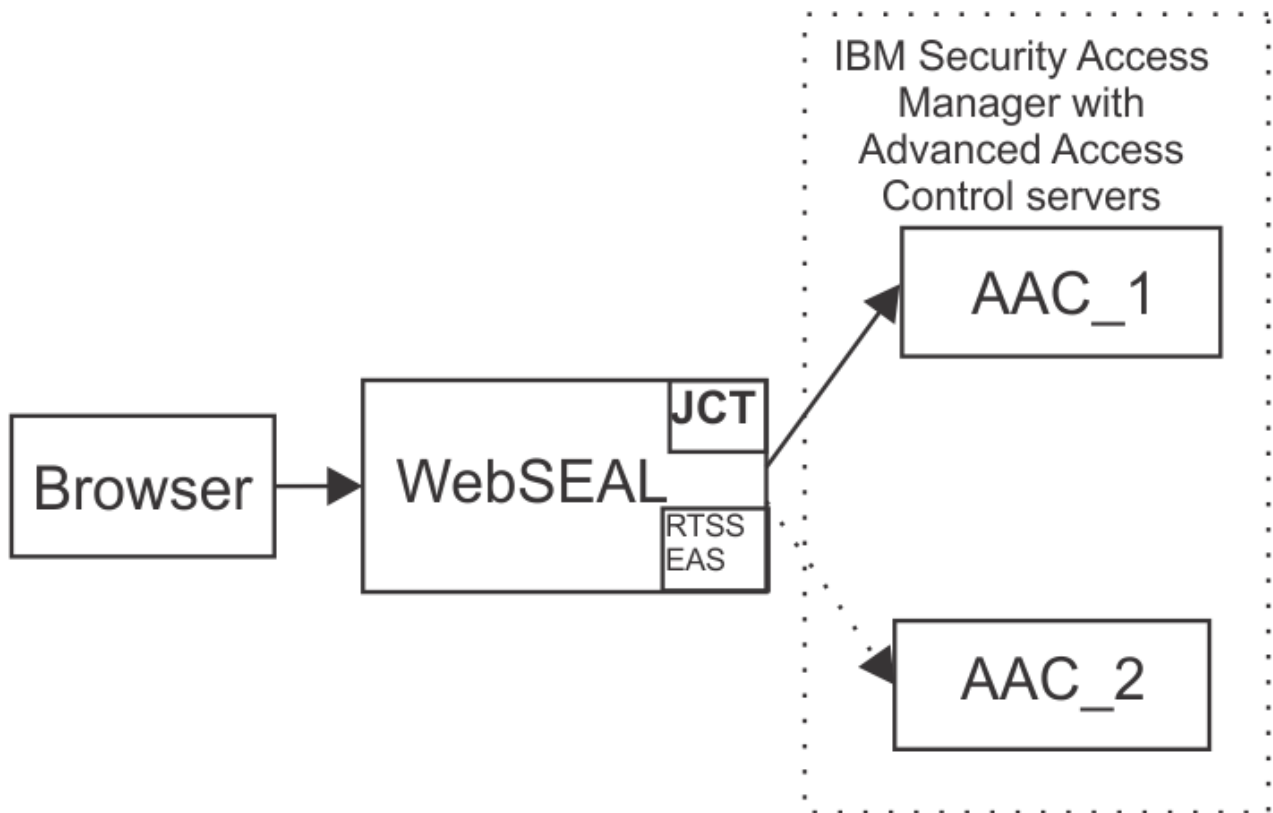 IBM Security Access
Manager with
Advanced Access
Control servers
AAC_1
JCT
Browser
WebSEAL
RTSS
EAS
AAC_2